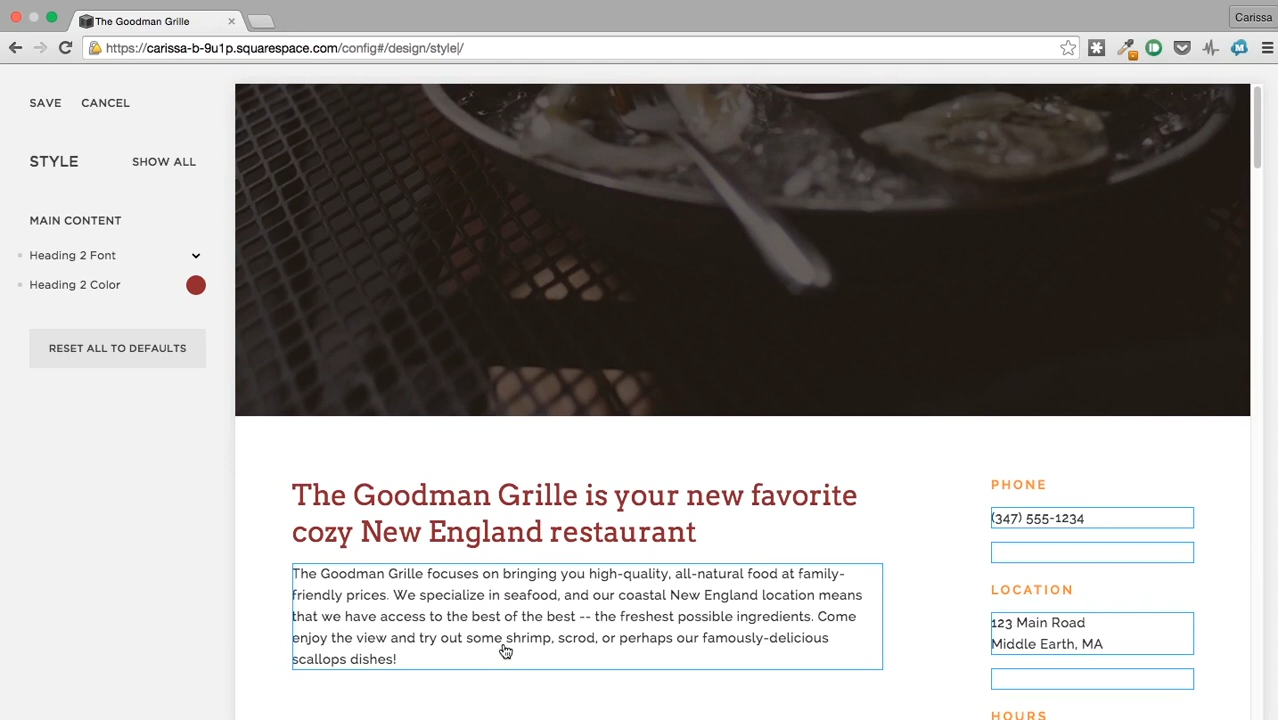 The Goodman Grille
Carissa
https://carissa-b-9u1p.squarespace.com/config#/design/style/
SAVE CANCEL
STYLE SHOW ALL
MAIN CONTENT
Heading 2 Font
Heading 2 Color
RESET ALL TO DEFAULTS
The Goodman Grille is your new favorite
cozy New England restaurant
The Goodman Grille focuses on bringing you high-quality, all-natural food at family-
friendly prices. We specialize in seafood, and our coastal New England location means
that we have access to the best of the best -- the freshest possible ingredients. Come
enjoy the view and try out some shrimp, scrod, or perhaps our famously-delicious
scallops dishes!
PHONE
(347) 555-1234
LOCATION
123 Main Road
Middle Earth, MA
HOURS